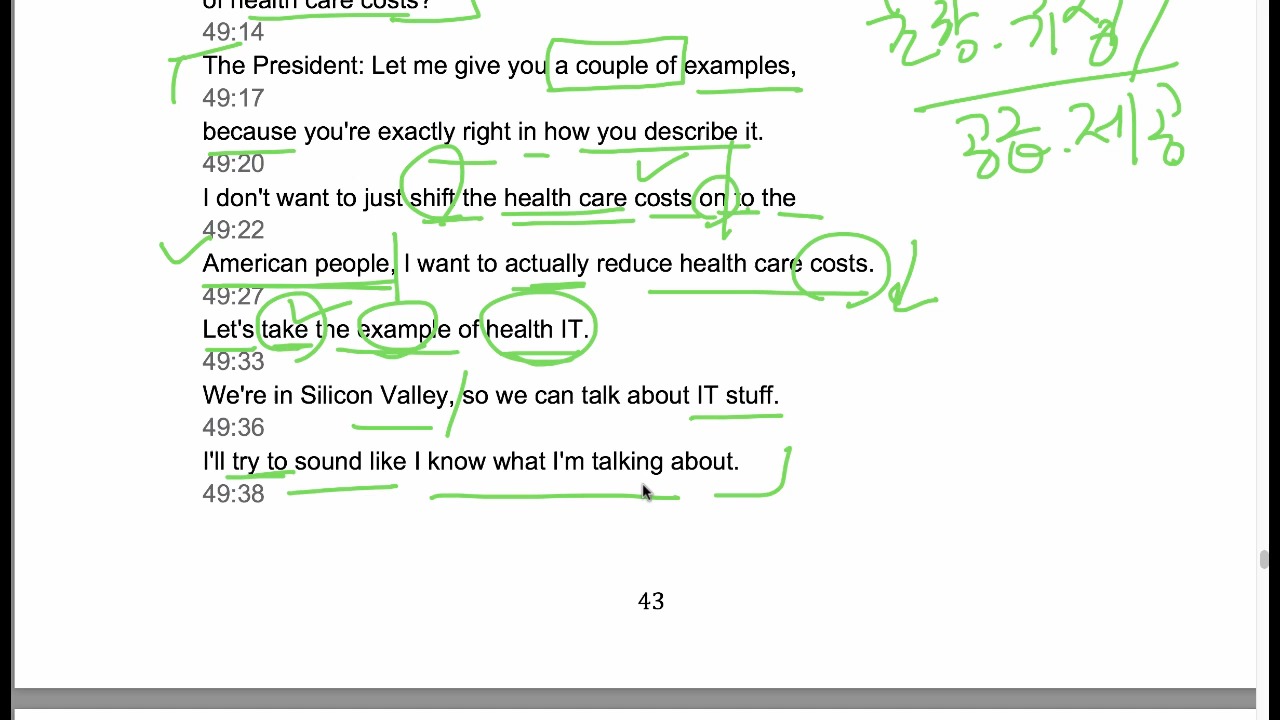 of health care costs?
49:14
The President: Let me give you a couple of examples,
49:17
because you're exactly right in how you describe it.
49:20
I don't want to just shift the health care costs on to the
49:22
American people, I want to actually reduce health care costs.
49:27
Let's take the example of health IT.
49:33
We're in Silicon Valley, so we can talk about IT stuff.
49:36
I'll try to sound like I know what I'm talking about.
49:38
공급.제공
43